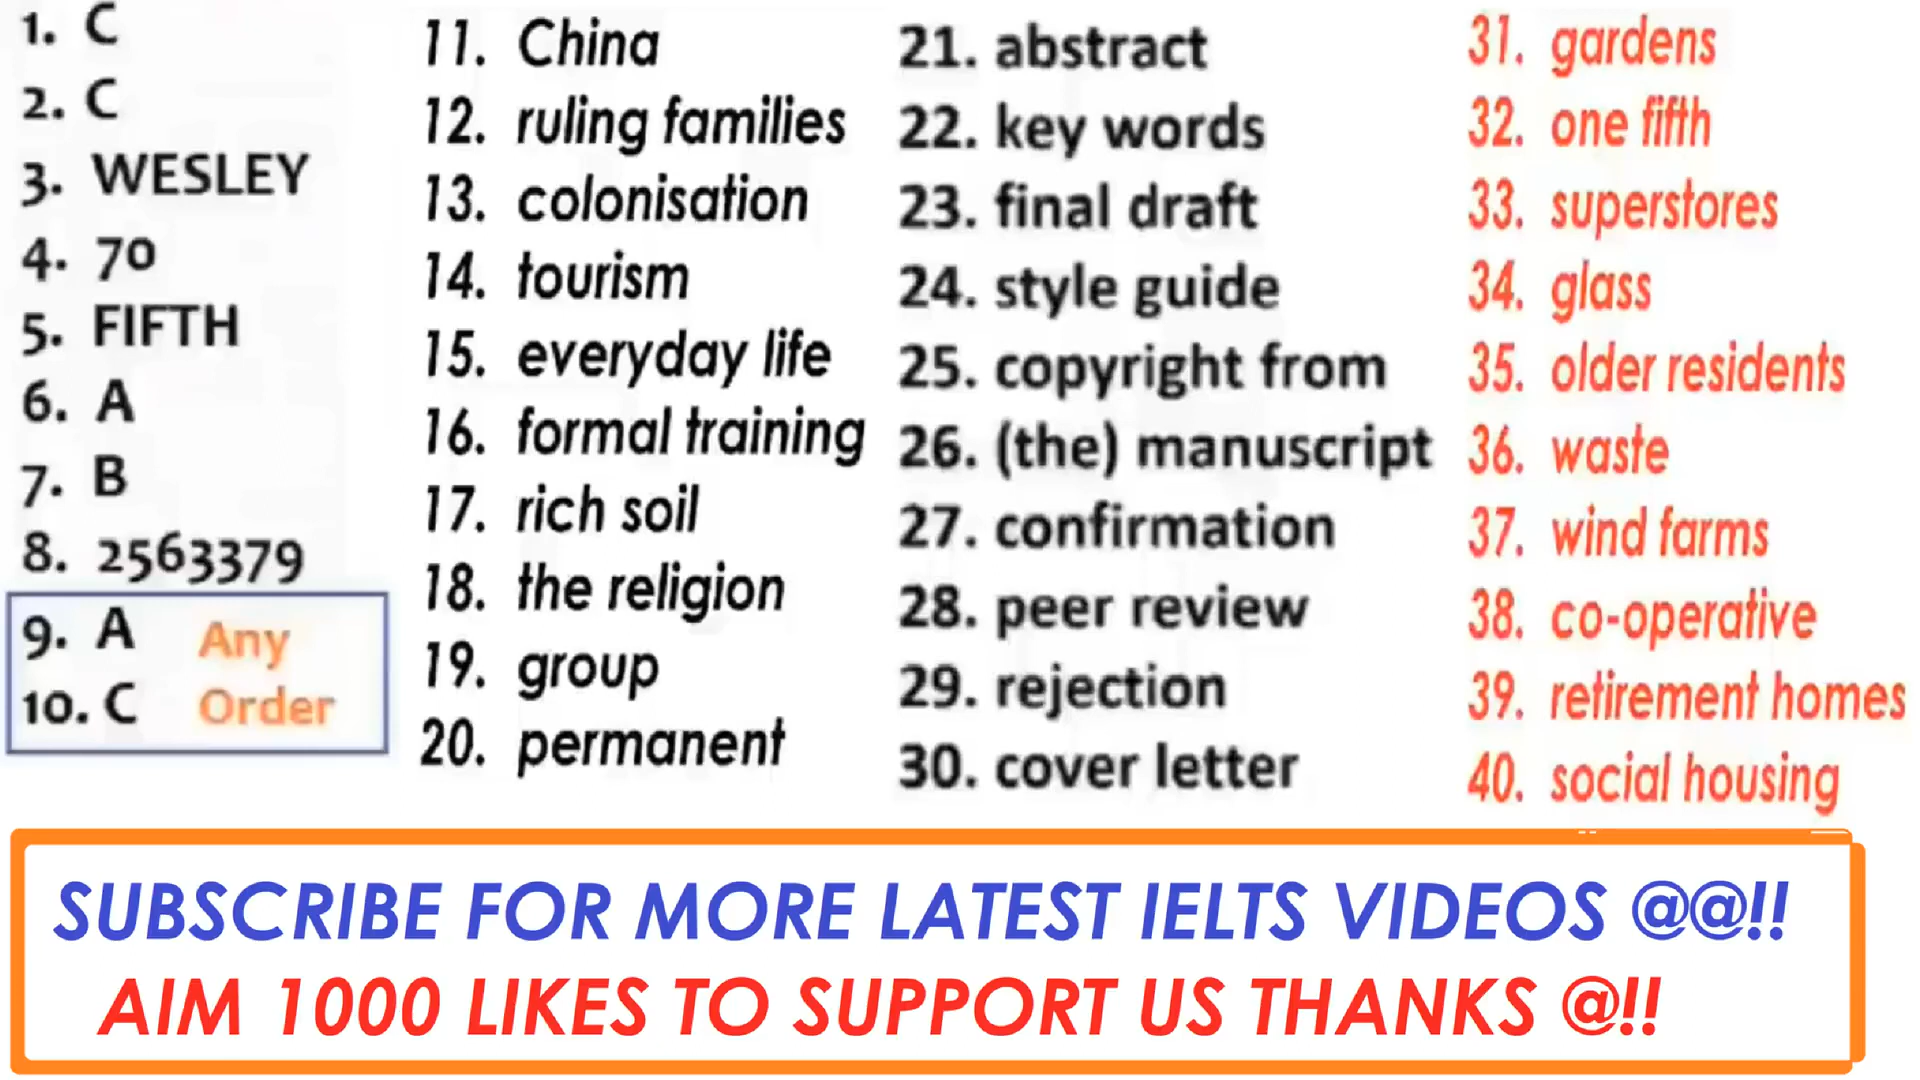 1. C
2. C
3. WESLEY
4. 70
5. FIFTH
6. A
7. B
8. 2563379
9. A
10. C
Any
Order
11. China
12. ruling families
13. colonisation
14. tourism
15. everyday life
16. formal training
17. rich soil
18. the religion
19. group
20. permanent
21. abstract
22. key words
23. final draft
24. style guide
25. copyright from
26. (the) manuscript
27. confirmation
28. peer review
29. rejection
30. cover letter
31. gardens
32. one fifth
33. superstores
34. glass
35. older residents
36. waste
37. wind farms
38. co-operative
39. retirement homes
40. social housing
SUBSCRIBE FOR MORE LATEST IELTS VIDEOS @@!!
AIM 1000 LIKES TO SUPPORT US THANKS @!!